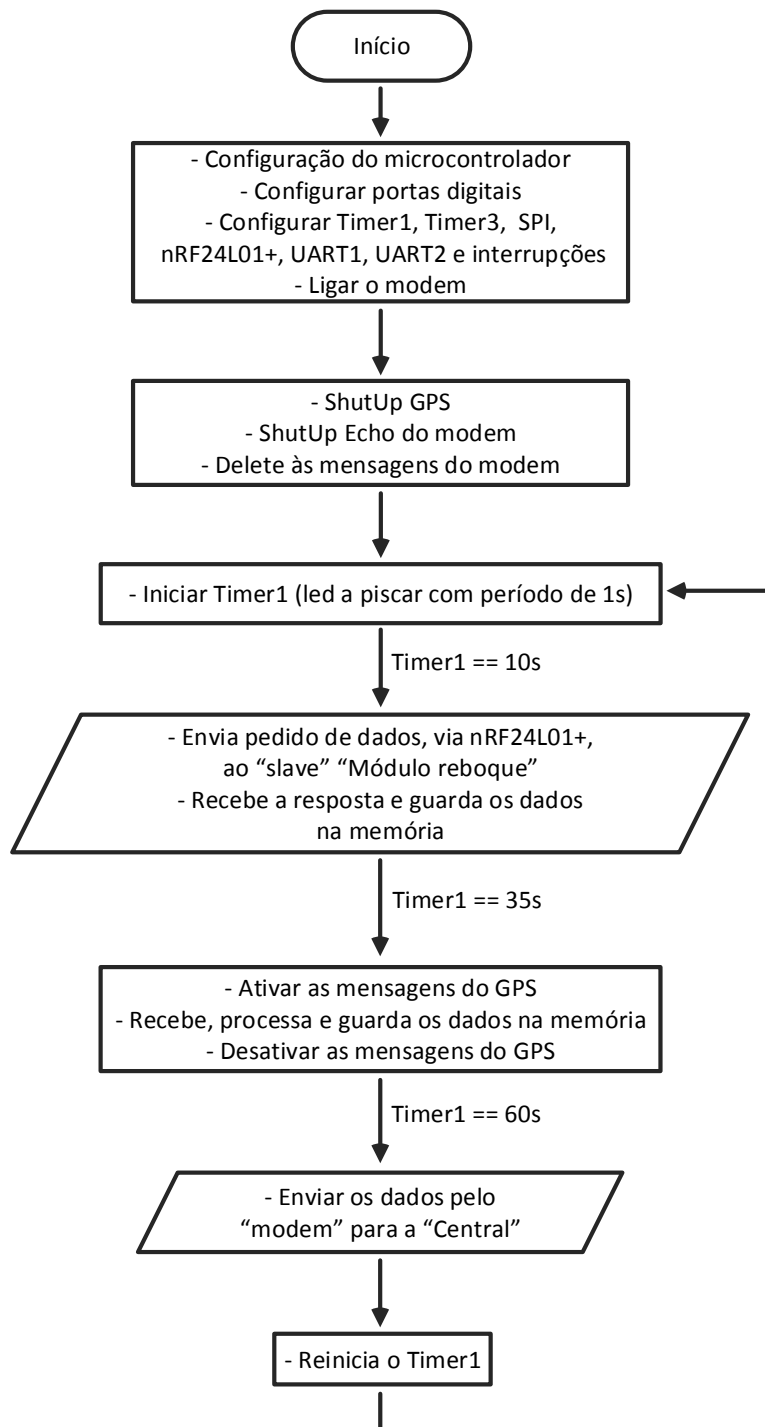 Início
- Configuração do microcontrolador
- Configurar portas digitais
- Configurar Timer1, Timer3, SPI,
nRF24L01+, UART1, UART2 e interrupções
- Ligar o modem
- ShutUp GPS
- ShutUp Echo do modem
- Delete às mensagens do modem
- Iniciar Timer1 (led a piscar com período de 1s)
Timer1 == 10s
- Envia pedido de dados, via nRF24L01+,
ao “slave” “Módulo reboque”
- Recebe a resposta e guarda os dados
na memória
Timer1 == 35s
- Ativar as mensagens do GPS
- Recebe, processa e guarda os dados na memória
- Desativar as mensagens do GPS
Timer1 == 60s
- Enviar os dados pelo
“modem” para a “Central”
- Reinicia o Timer1